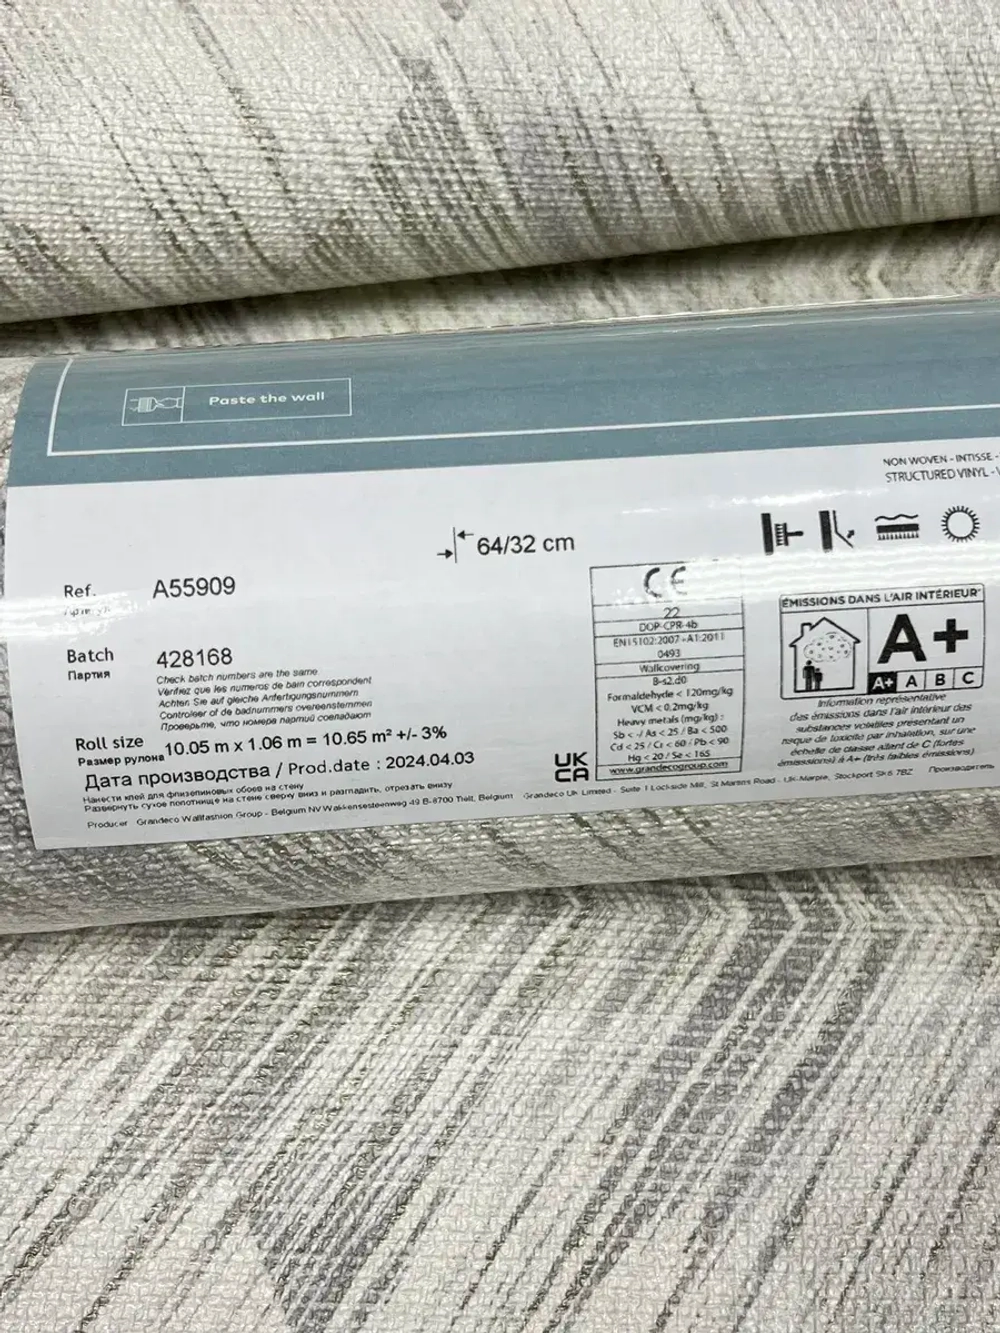 Paste the wall
NON WOVEN - INTISSE -
STRUCTURED VINYL -
64/32 cm
Ref. A55909
Batch 428168
Партия
Check batch numbers are the same
Vérifiez que les numéros de bain correspondent
Achten Sie auf gleiche Anfertigungsnummern
Controleer of de badnummers overeenstemmen
Проверьте, что номера партий совпадают
Roll size 10.05 m x 1.06 m = 10.65 m² +/- 3%
Размер рулона
Дата производства / Prod.date : 2024.04.03
Нанести клей для флизелиновых обоев на стену
Развернуть сухое полотнище на стене сверху вниз и разгладить, отрезать внизу
Producer Grandeco Wallfashion Group - Belgium NV Wakkensesteenweg 49 B-8700 Tielt, Belgium - Grandeco UK Limited - Suite 1 Lockside Mill, St Martins Road - UK-Marple, Stockport SK6 7BZ Производитель
CE
22
DOP-CPR-4b
EN15102:2007+A1:2011
0493
Wallcovering
B-s2,d0
Formaldehyde < 120mg/kg
VCM < 0.2mg/kg
Heavy metals (mg/kg) :
Sb < -/ As < 25 / Ba < 500
Cd < 25 / Cr < 60 / Pb < 90
Hg < 20 / Se < 165
www.grandecogroup.com
UK
CA
ÉMISSIONS DANS L'AIR INTÉRIEUR*
A+
A+ A B C
Information représentative
des émissions dans l'air intérieur des
substances volatiles présentant un
risque de toxicité par inhalation, sur une
échelle de classe allant de C (fortes
émissions) à A+ (très faibles émissions)